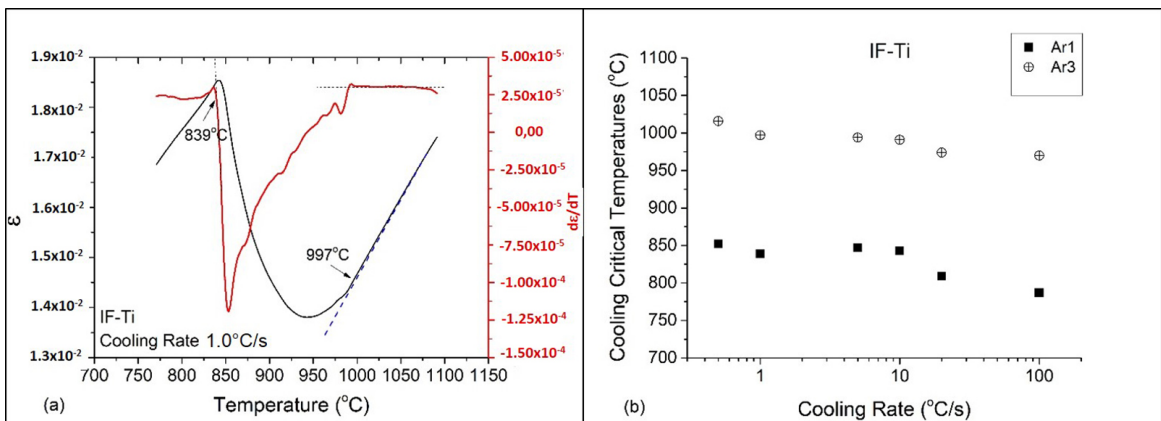 1.9x10⁻²
1.8x10⁻²
1.7x10⁻²
1.6x10⁻²
1.5x10⁻²
1.4x10⁻²
1.3x10⁻²
ε
5.00x10⁻⁵
2.50x10⁻⁵
0,00
-2.50x10⁻⁵
-5.00x10⁻⁵
-7.50x10⁻⁵
-1.00x10⁻⁴
-1.25x10⁻⁴
-1.50x10⁻⁴
dε/dT
839°C
997°C
IF-Ti
Cooling Rate 1.0°C/s
700 750 800 850 900 950 1000 1050 1100 1150
(a)
Temperature (°C)
IF-Ti
Ar1
Ar3
1100
1050
1000
950
900
850
800
750
700
Cooling Critical Temperatures (°C)
1 10 100
(b)
Cooling Rate (°C/s)